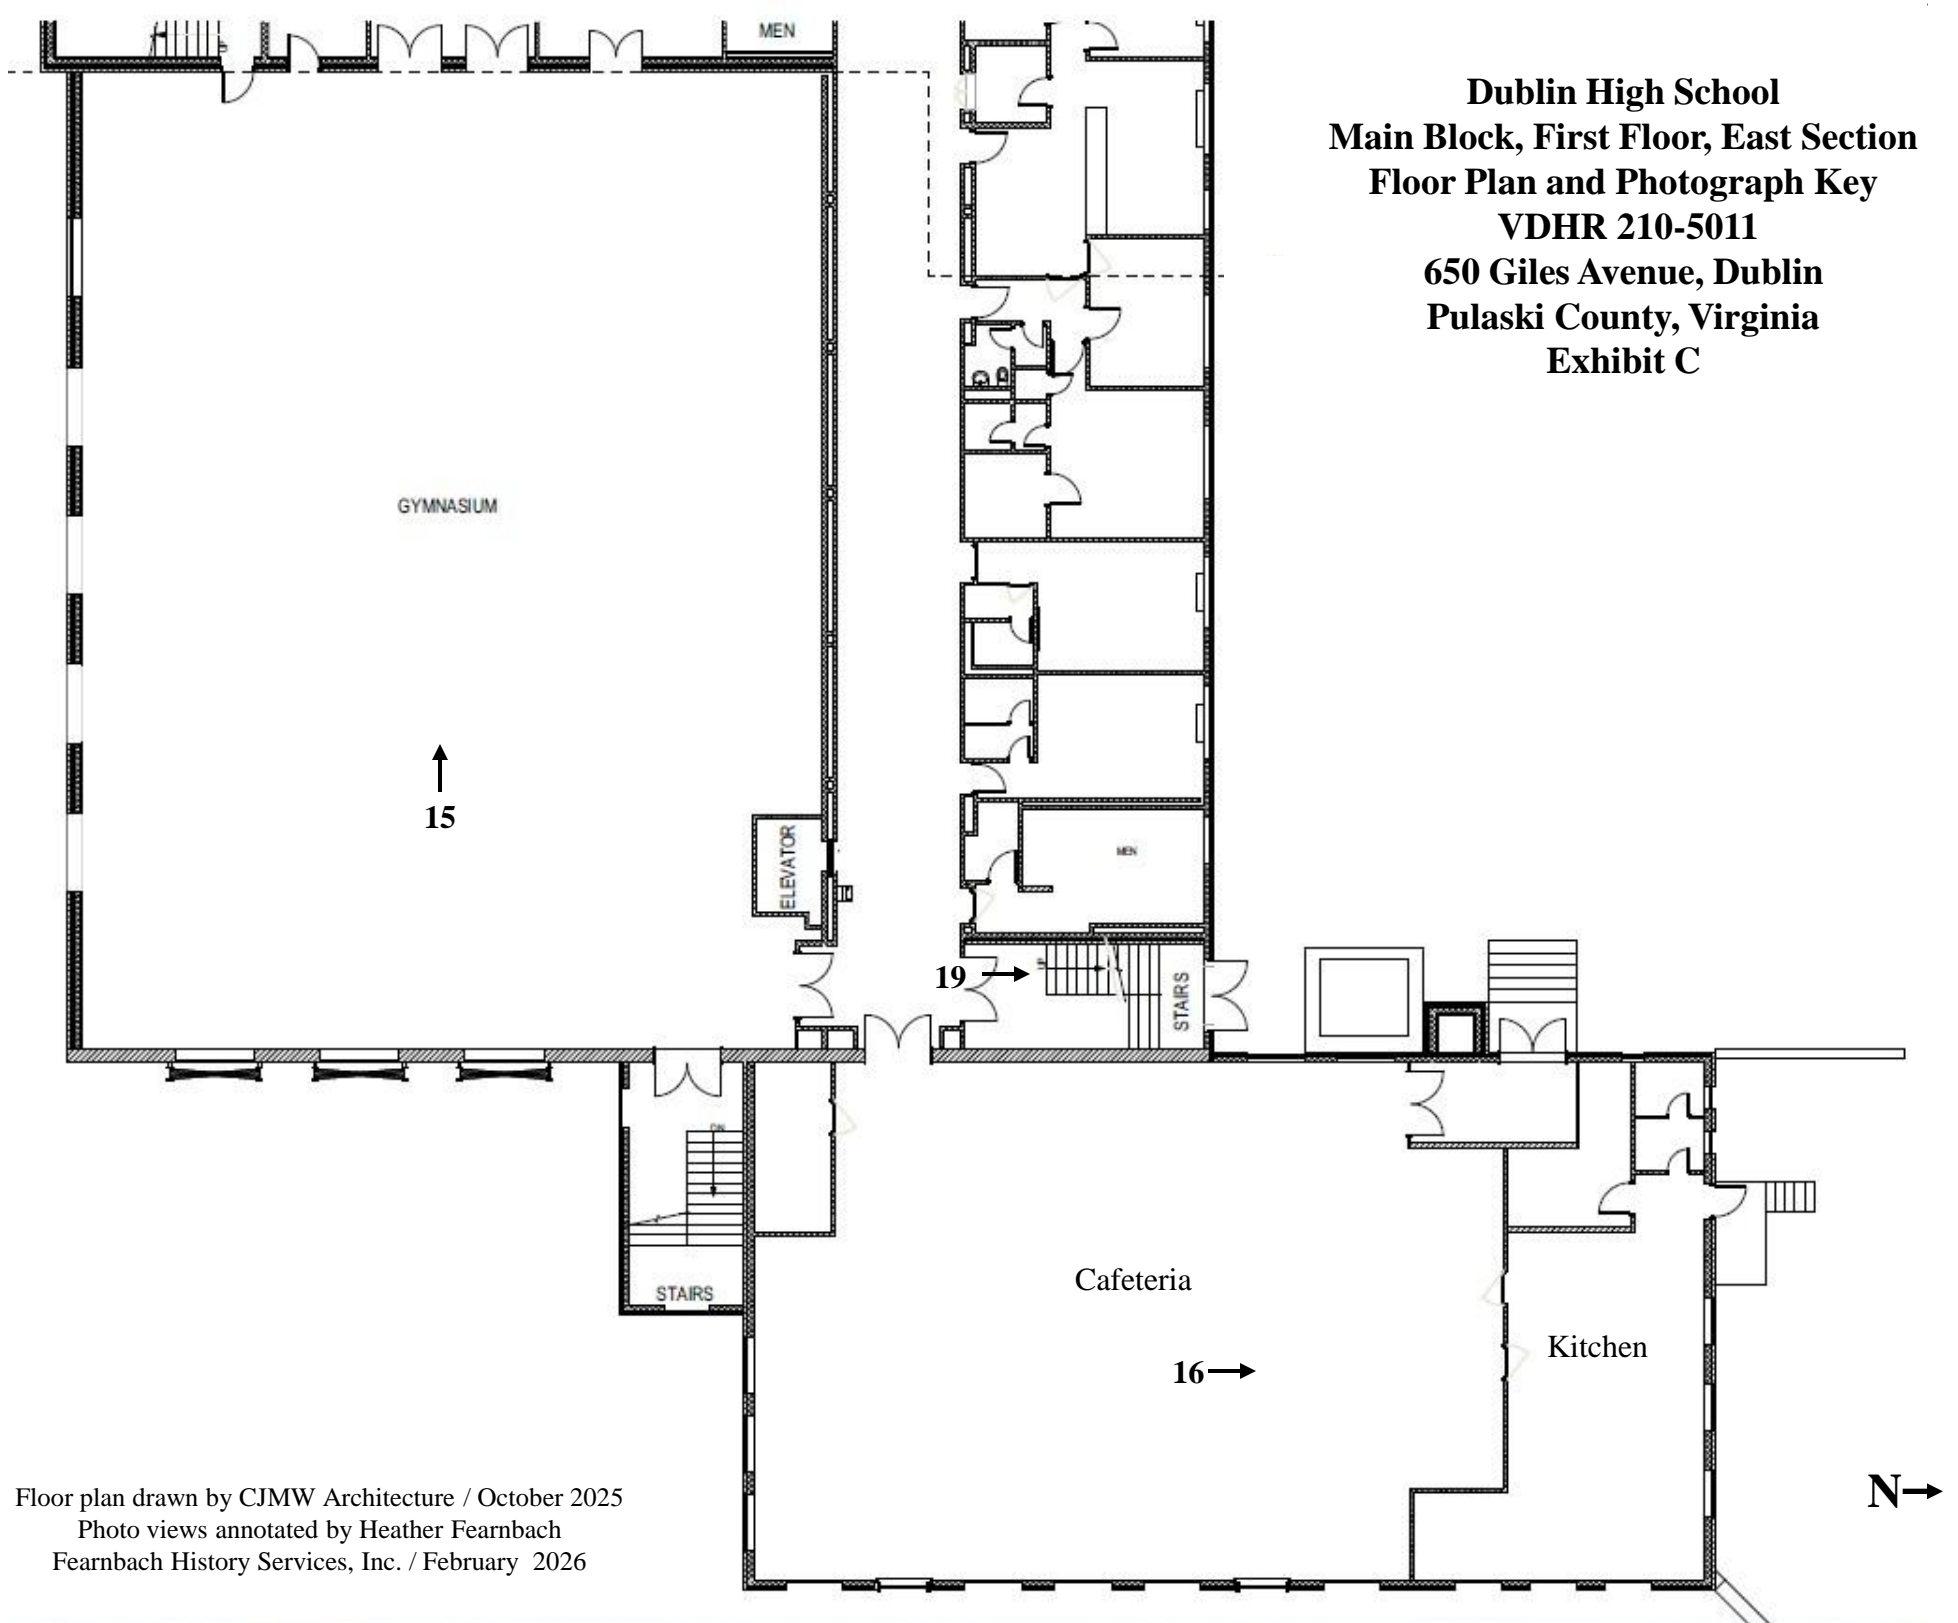 MEN
Dublin High School
Main Block, First Floor, East Section
Floor Plan and Photograph Key
VDHR 210-5011
650 Giles Avenue, Dublin
Pulaski County, Virginia
Exhibit C
GYMNASIUM
15
ELEVATOR
MEN
19
STAIRS
DN
STAIRS
Cafeteria
Kitchen
16
N
Floor plan drawn by CJMW Architecture / October 2025
Photo views annotated by Heather Fearnbach
Fearnbach History Services, Inc. / February 2026